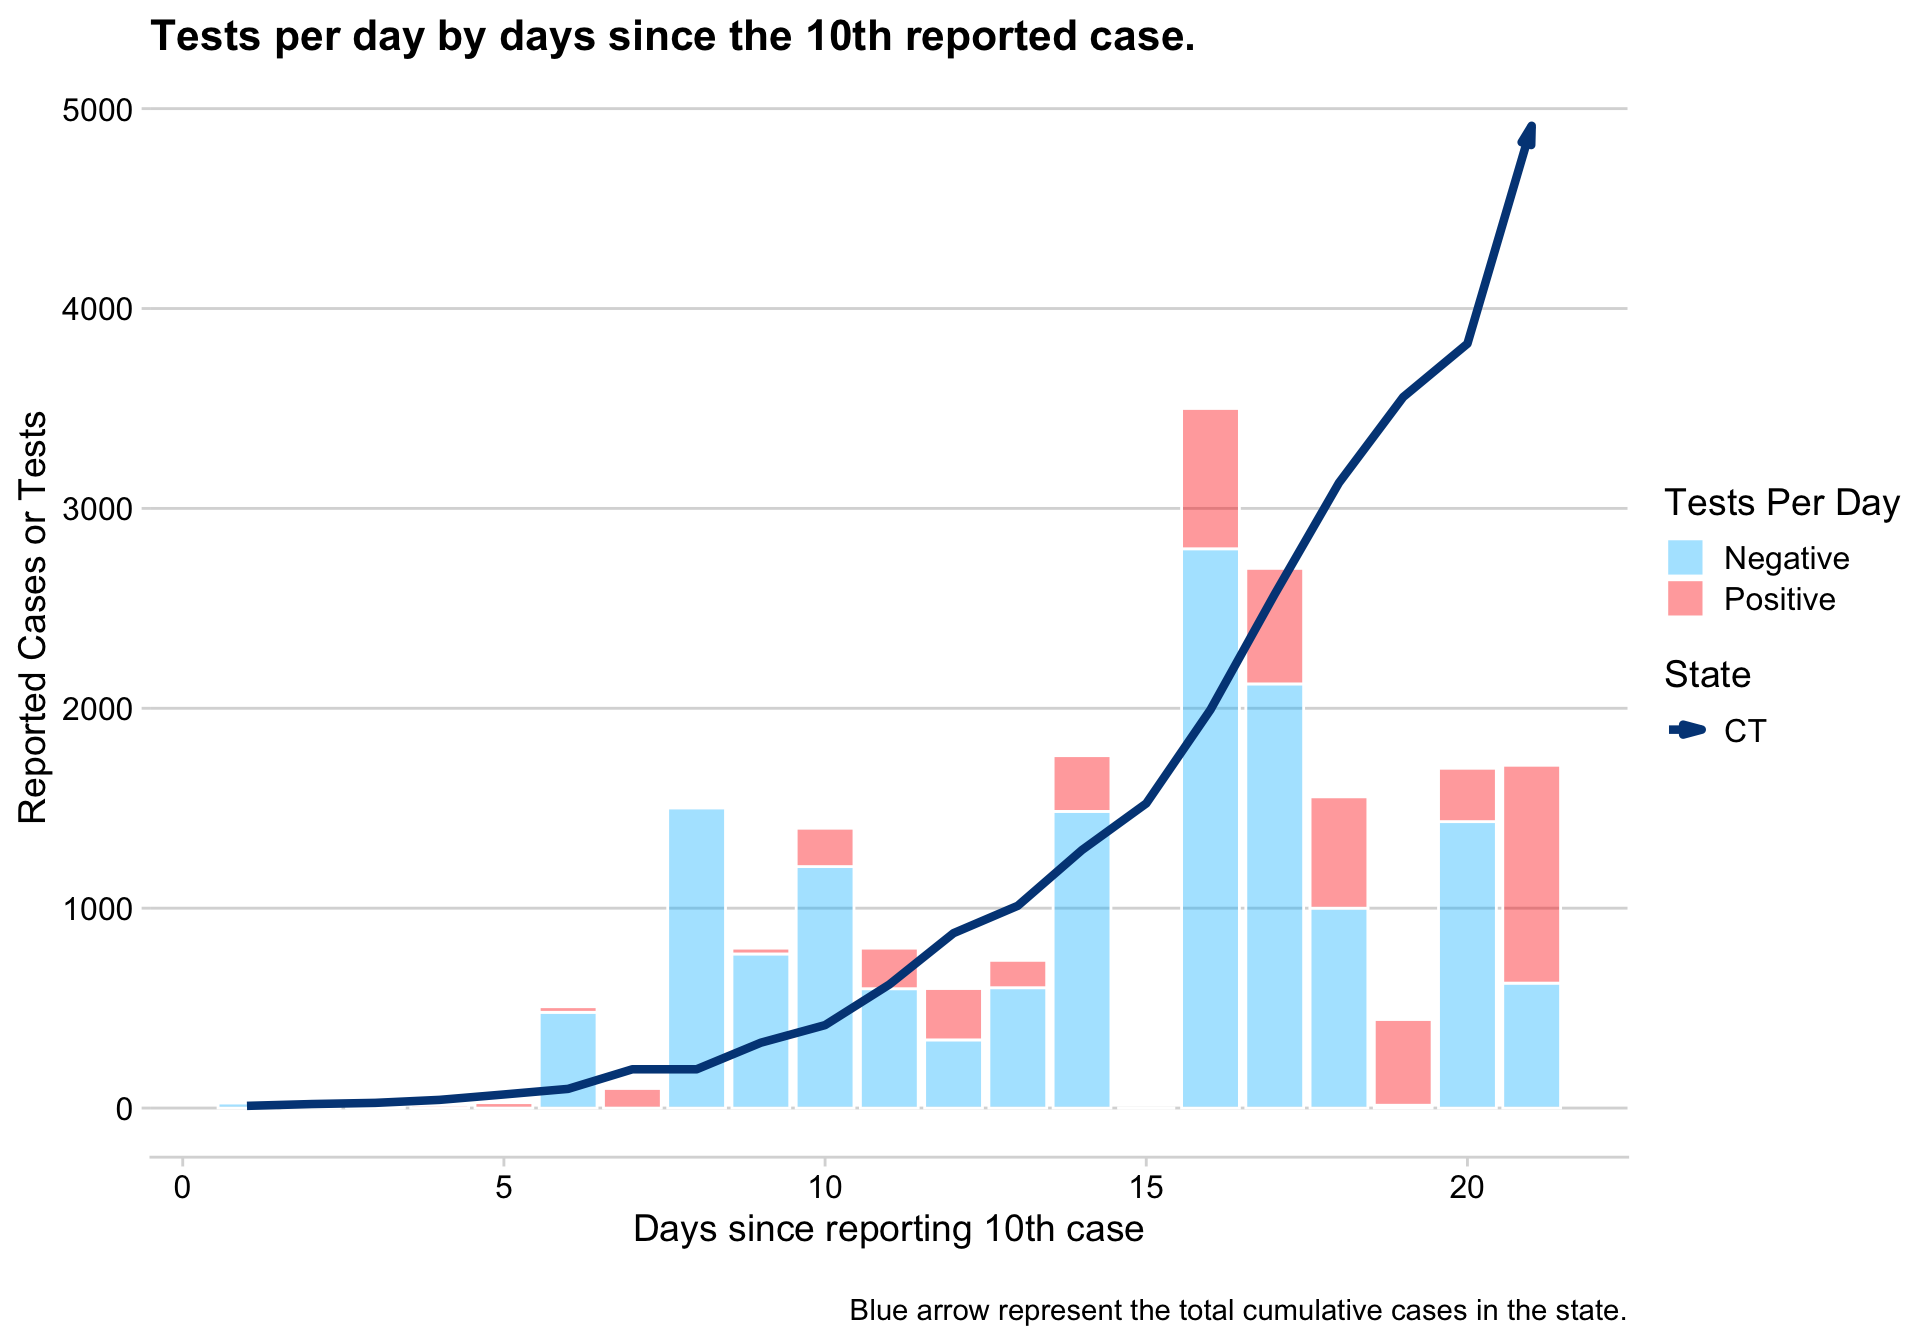 Tests per day by days since the 10th reported case.
5000
4000
3000
2000
1000
0
Reported Cases or Tests
0 5 10 15 20
Days since reporting 10th case
Tests Per Day
Negative
Positive
State
CT
Blue arrow represent the total cumulative cases in the state.